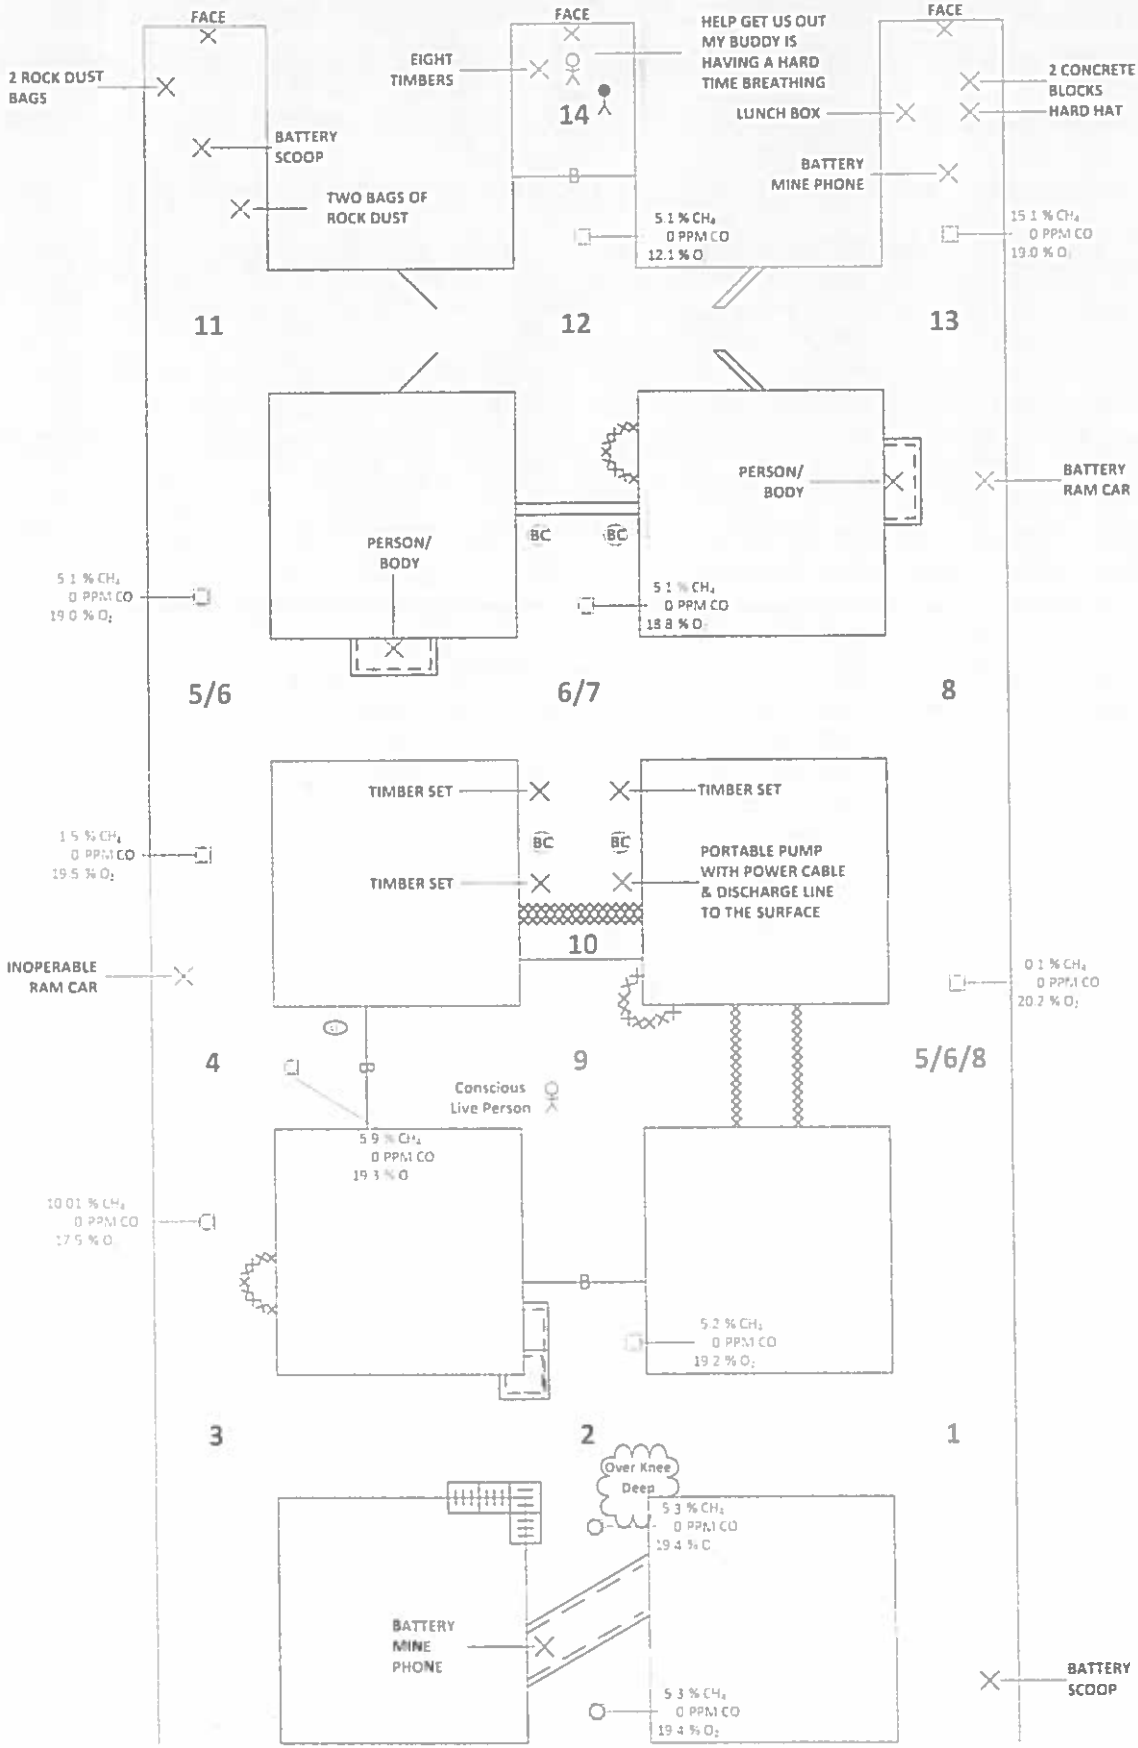 FACE
FACE
FACE
2 ROCK DUST
BAGS
EIGHT
TIMBERS
HELP GET US OUT
MY BUDDY IS
HAVING A HARD
TIME BREATHING
2 CONCRETE
BLOCKS
HARD HAT
LUNCH BOX
14
BATTERY
SCOOP
BATTERY
MINE PHONE
B
TWO BAGS OF
ROCK DUST
5.1 % CH₄
0 PPM CO
12.1 % O
15.1 % CH₄
0 PPM CO
19.0 % O₂
11
12
13
PERSON/
BODY
BATTERY
RAM CAR
BC
BC
PERSON/
BODY
5.1 % CH₄
0 PPM CO
19.0 % O₂
5.1 % CH₄
0 PPM CO
18.8 % O₂
5/6
6/7
8
TIMBER SET
TIMBER SET
BC
BC
1.5 % CH₄
0 PPM CO
19.5 % O₂
TIMBER SET
PORTABLE PUMP
WITH POWER CABLE
& DISCHARGE LINE
TO THE SURFACE
10
INOPERABLE
RAM CAR
0.1 % CH₄
0 PPM CO
20.2 % O₂
4
B
9
5/6/8
Conscious
Live Person
5.9 % CH₄
0 PPM CO
19.3 % O
10.01 % CH₄
0 PPM CO
17.5 % O₂
B
5.2 % CH₄
0 PPM CO
19.2 % O₂
3
2
1
Over Knee
Deep
5.3 % CH₄
0 PPM CO
19.4 % O
BATTERY
MINE
PHONE
BATTERY
SCOOP
5.3 % CH₄
0 PPM CO
19.4 % O₂